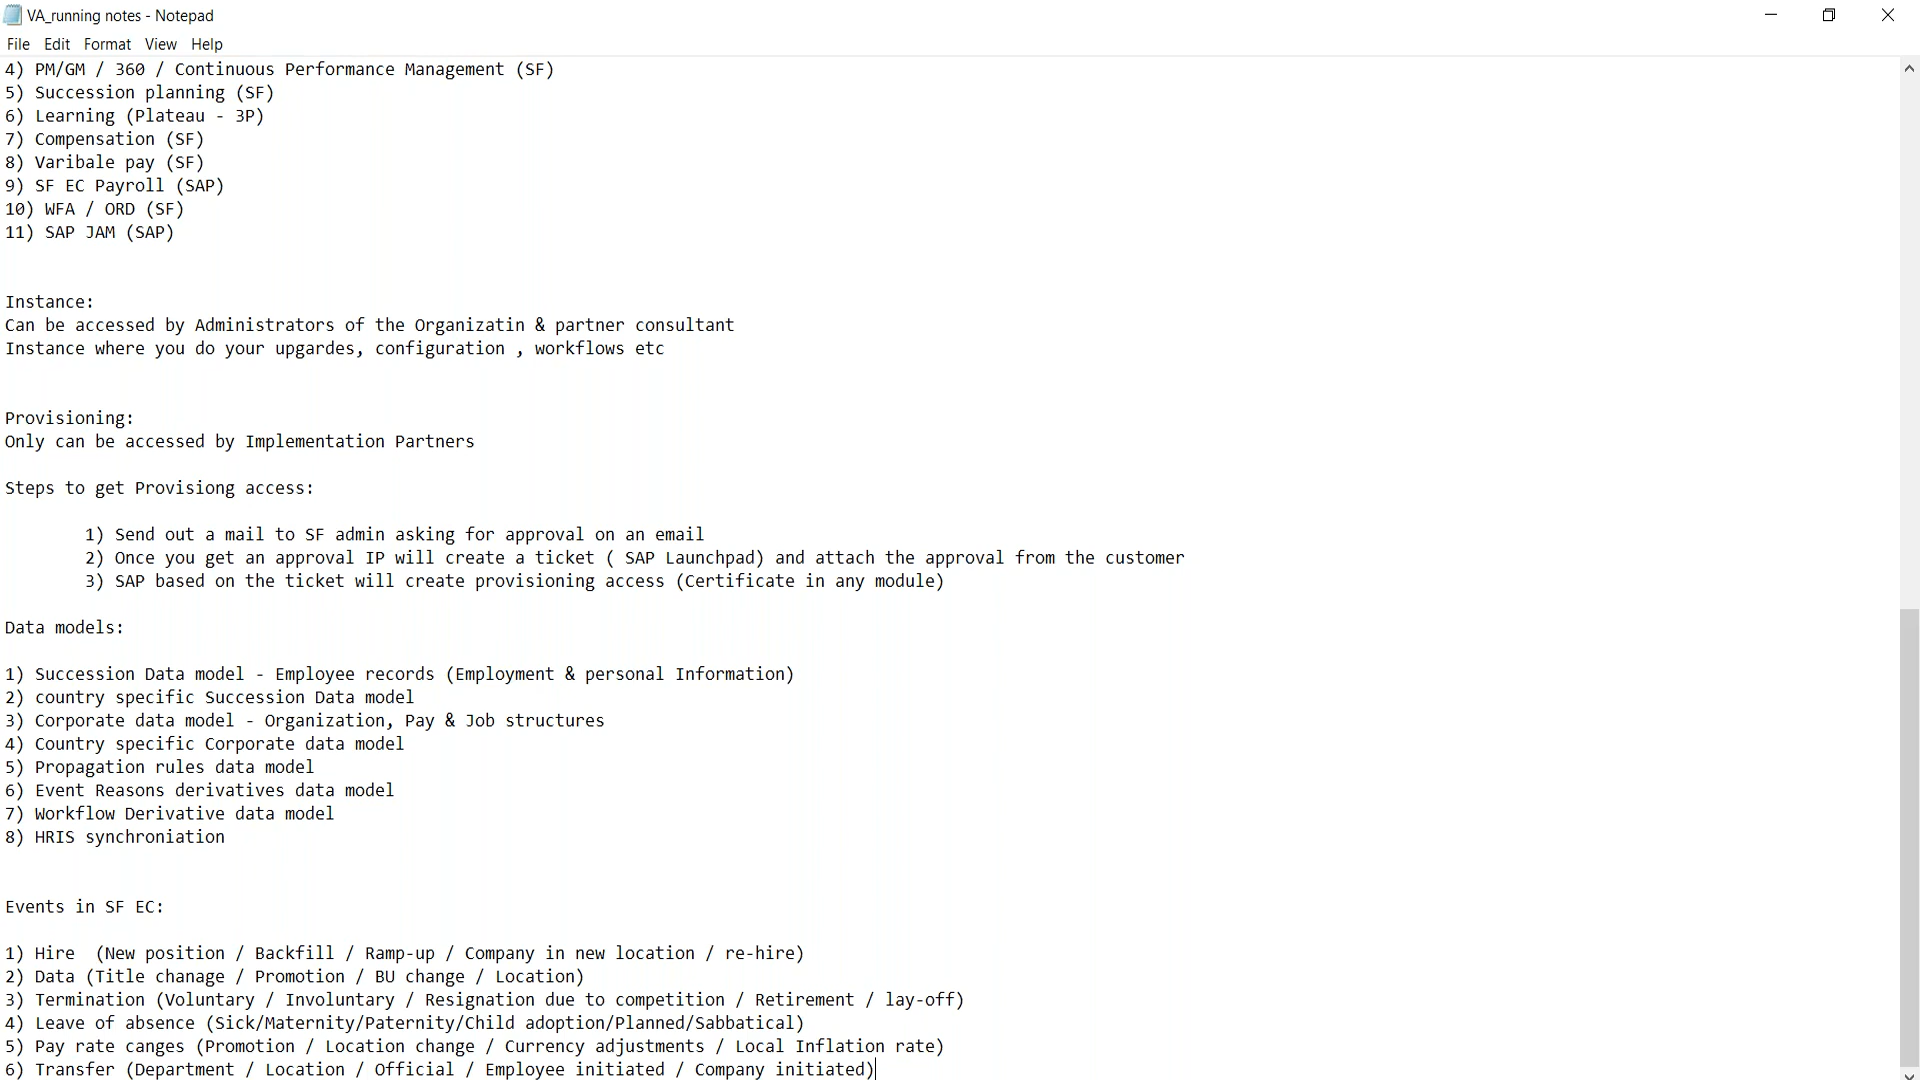 VA_running notes - Notepad
File Edit Format View Help
4) PM/GM / 360 / Continuous Performance Management (SF)
5) Succession planning (SF)
6) Learning (Plateau - 3P)
7) Compensation (SF)
8) Varibale pay (SF)
9) SF EC Payroll (SAP)
10) WFA / ORD (SF)
11) SAP JAM (SAP)
Instance:
Can be accessed by Administrators of the Organizatin & partner consultant
Instance where you do your upgardes, configuration , workflows etc
Provisioning:
Only can be accessed by Implementation Partners
Steps to get Provisiong access:
1) Send out a mail to SF admin asking for approval on an email
2) Once you get an approval IP will create a ticket ( SAP Launchpad) and attach the approval from the customer
3) SAP based on the ticket will create provisioning access (Certificate in any module)
Data models:
1) Succession Data model - Employee records (Employment & personal Information)
2) country specific Succession Data model
3) Corporate data model - Organization, Pay & Job structures
4) Country specific Corporate data model
5) Propagation rules data model
6) Event Reasons derivatives data model
7) Workflow Derivative data model
8) HRIS synchroniation
Events in SF EC:
1) Hire  (New position / Backfill / Ramp-up / Company in new location / re-hire)
2) Data (Title chanage / Promotion / BU change / Location)
3) Termination (Voluntary / Involuntary / Resignation due to competition / Retirement / lay-off)
4) Leave of absence (Sick/Maternity/Paternity/Child adoption/Planned/Sabbatical)
5) Pay rate canges (Promotion / Location change / Currency adjustments / Local Inflation rate)
6) Transfer (Department / Location / Official / Employee initiated / Company initiated)